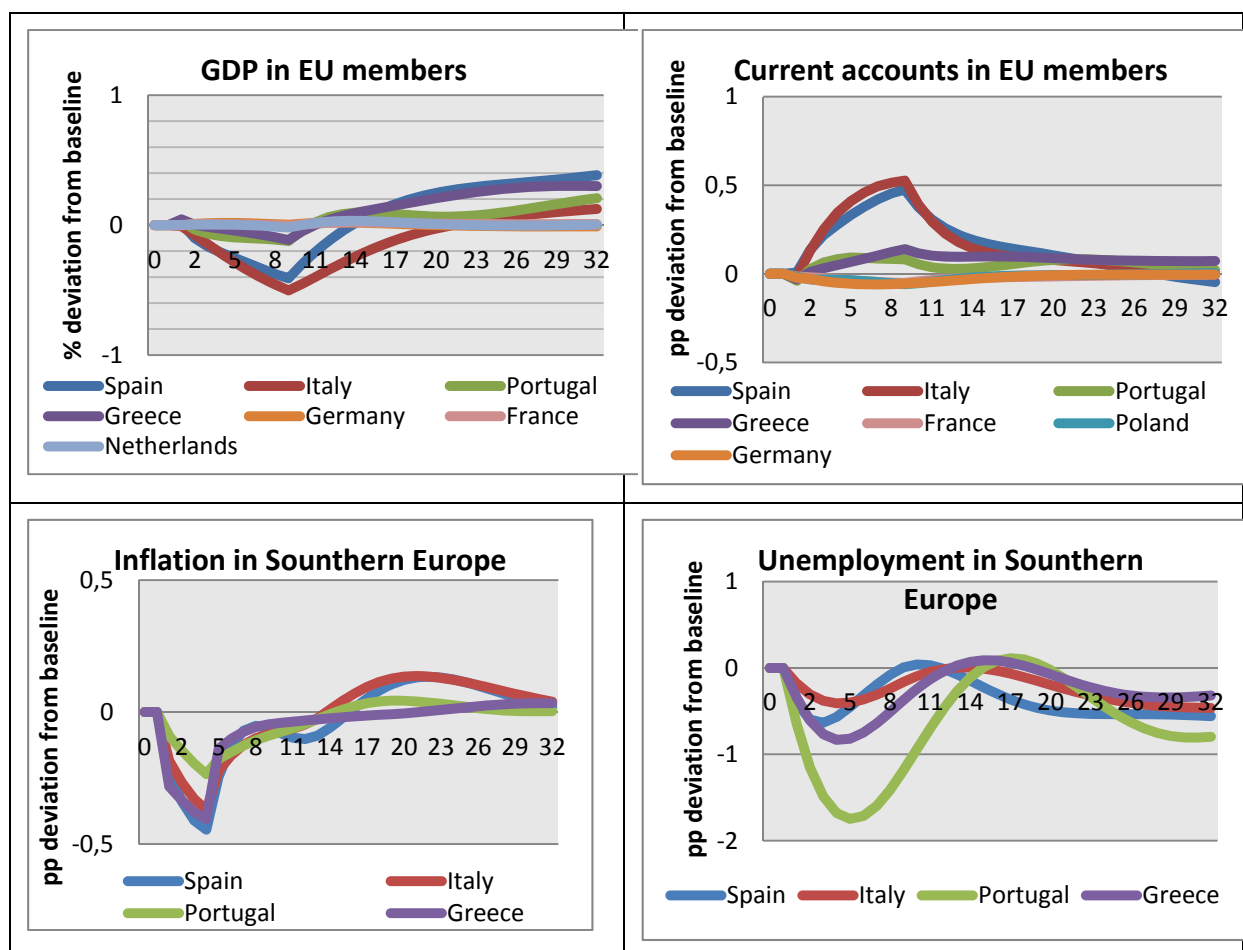 GDP in EU members
% deviation from baseline
1
0
-1
0 2 5 8 11 14 17 20 23 26 29 32
Spain Italy Portugal
Greece Germany France
Netherlands
Current accounts in EU members
pp deviation from baseline
1
0,5
0
-0,5
0 2 5 8 11 14 17 20 23 26 29 32
Spain Italy Portugal
Greece France Poland
Germany
Inflation in Sounthern Europe
pp deviation from baseline
0,5
0
-0,5
0 2 5 8 11 14 17 20 23 26 29 32
Spain Italy
Portugal Greece
Unemployment in Sounthern
Europe
pp deviation from baseline
1
0
-1
-2
0 2 5 8 11 14 17 20 23 26 29 32
Spain Italy Portugal Greece